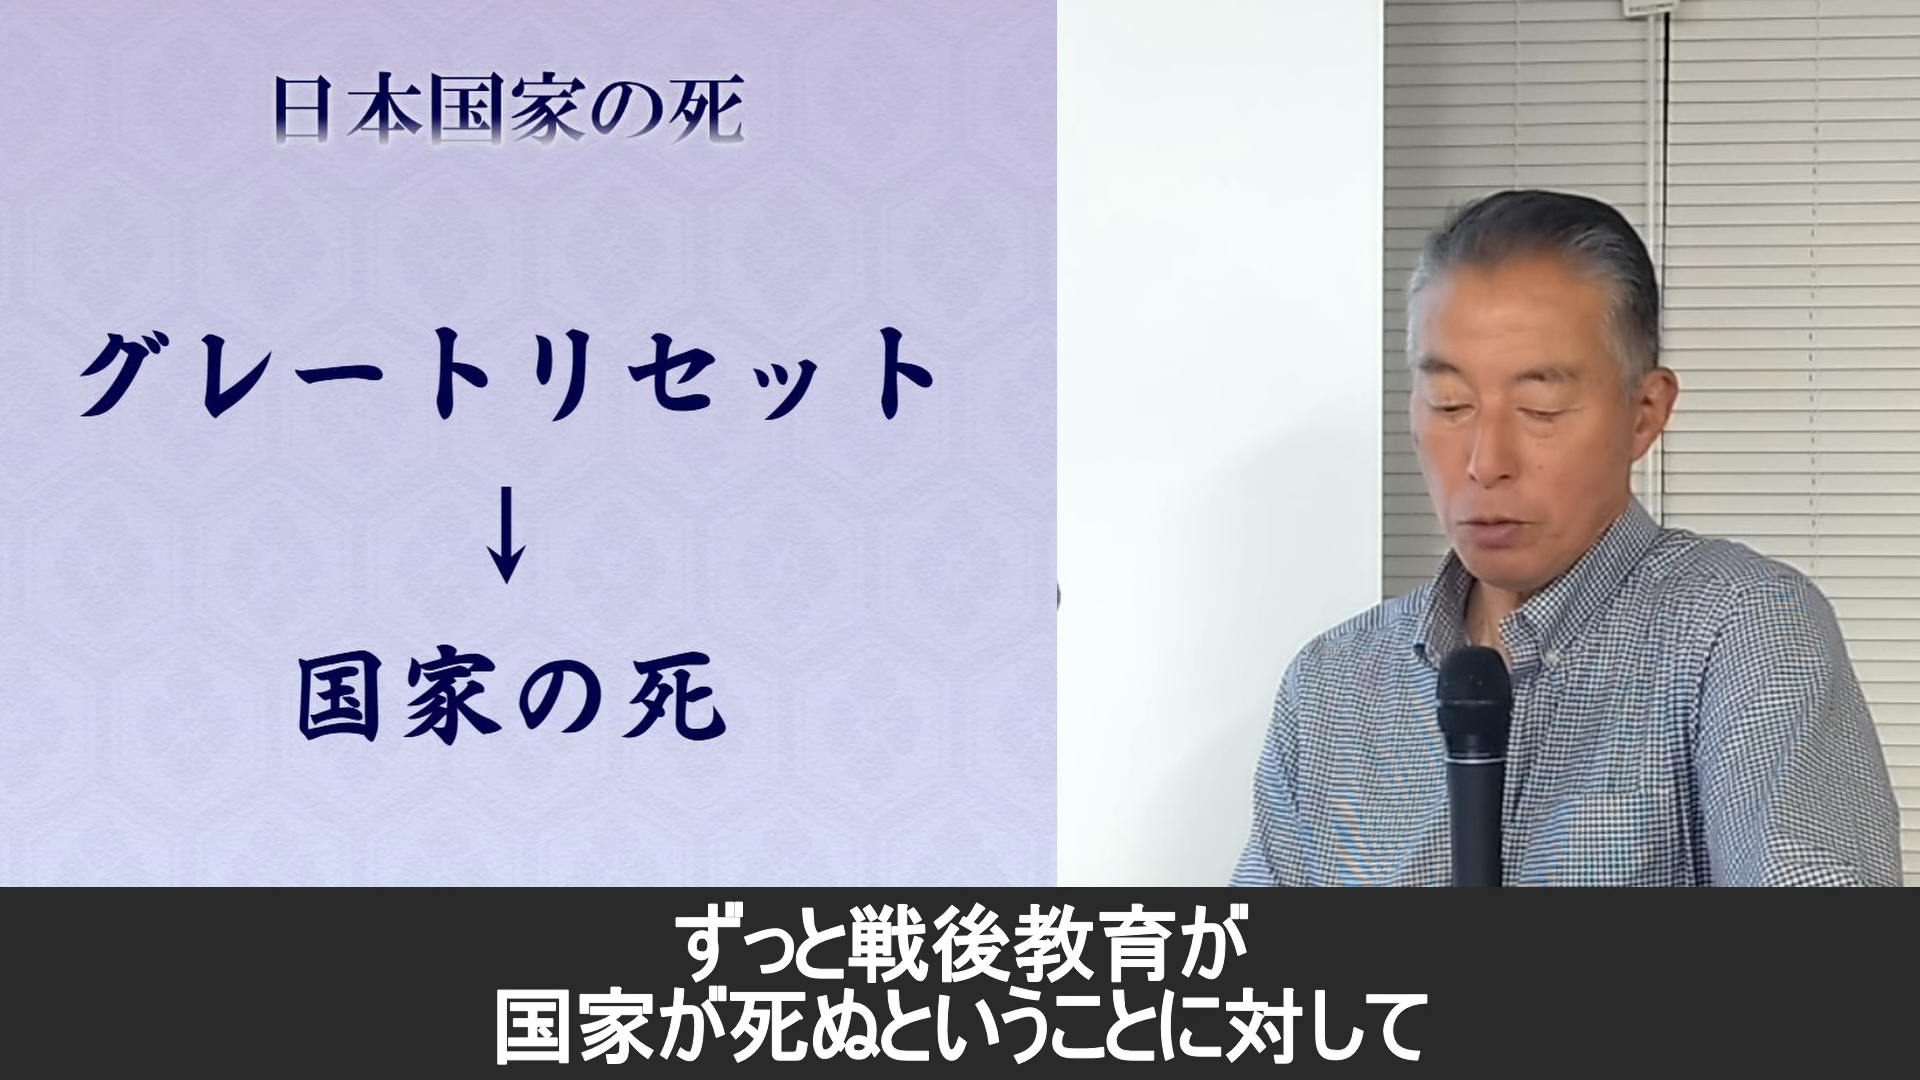 日本国家の死
グレートリセット
↓
国家の死
ずっと戦後教育が
国家が死ぬということに対して